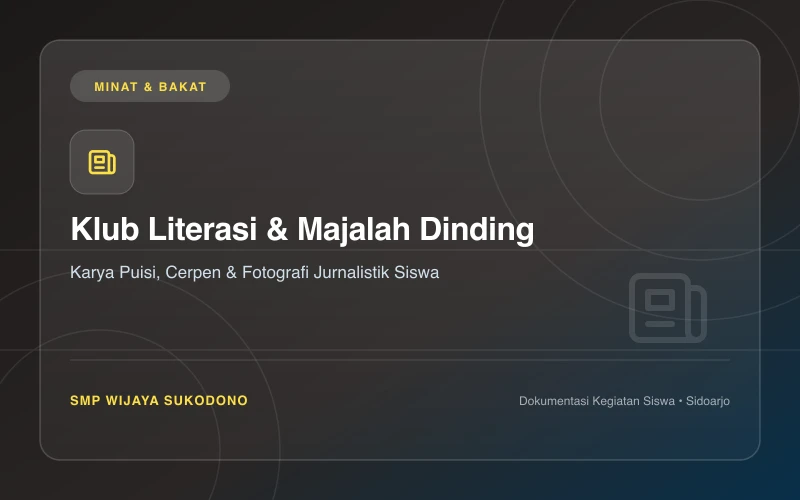 MINAT & BAKAT
Klub Literasi & Majalah Dinding
Karya Puisi, Cerpen & Fotografi Jurnalistik Siswa
SMP WIJAYA SUKODONO
Dokumentasi Kegiatan Siswa • Sidoarjo